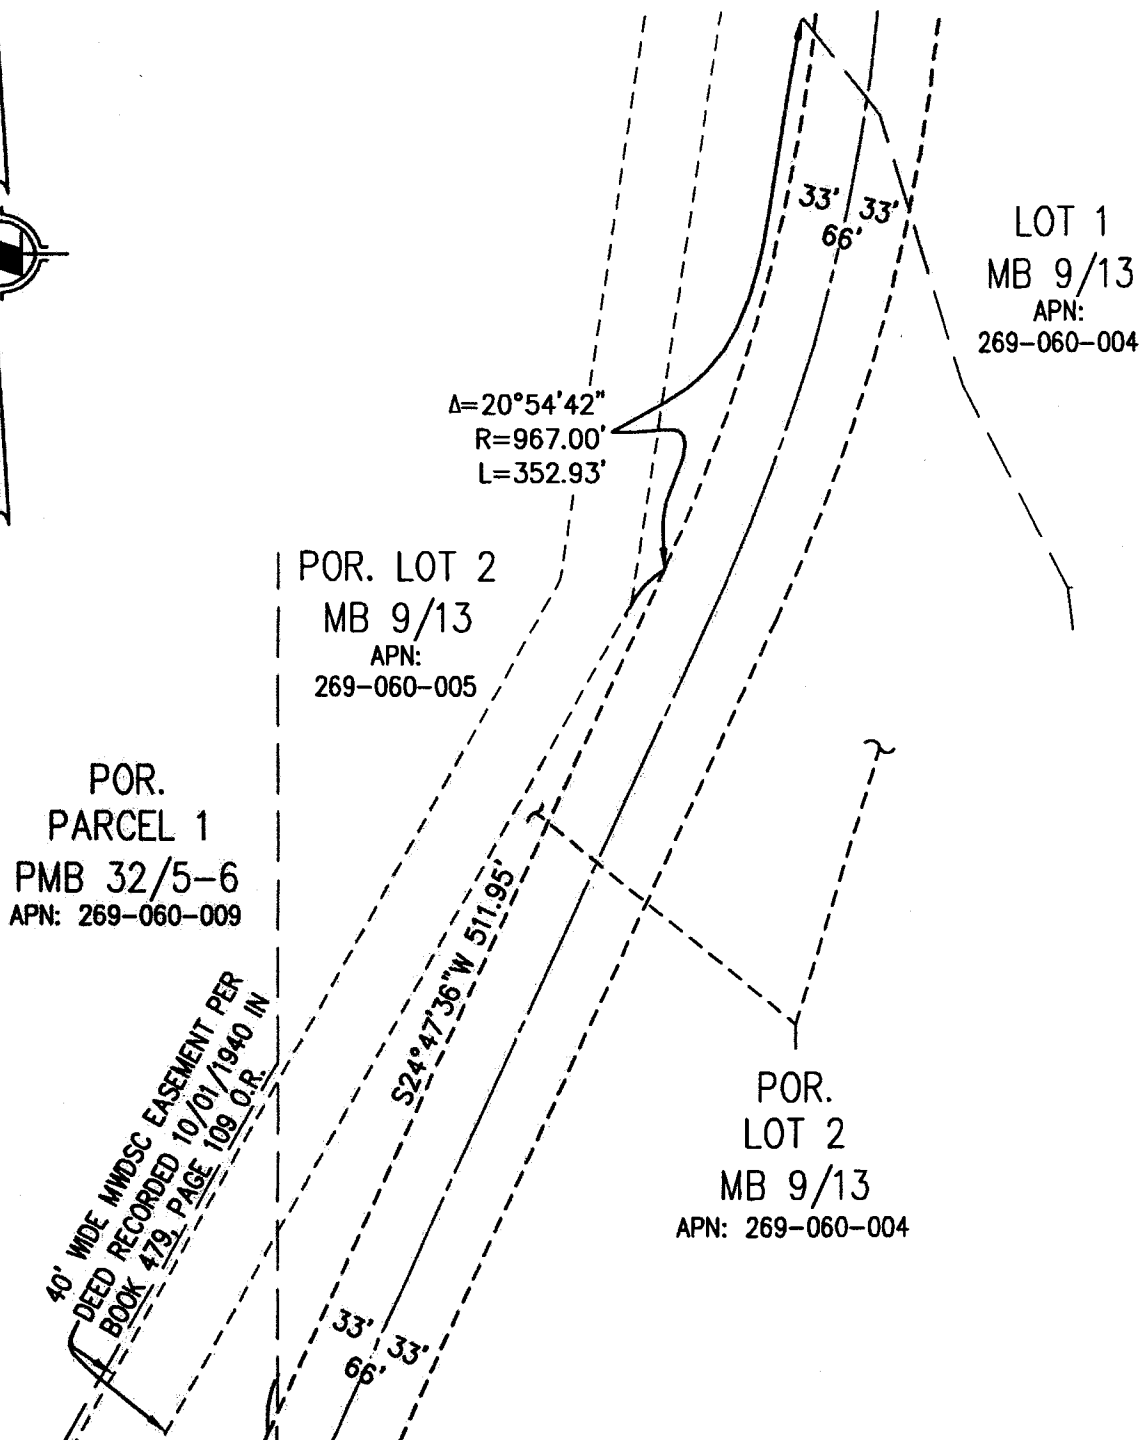 33' 33'
66'
LOT 1
MB 9/13
APN:
269-060-004
Δ=20°54'42"
R=967.00'
L=352.93'
POR. LOT 2
MB 9/13
APN:
269-060-005
POR.
PARCEL 1
PMB 32/5-6
APN: 269-060-009
S24°47'36"W 511.95'
40' WIDE MWDSC EASEMENT PER
DEED RECORDED 10/01/1940 IN
BOOK 479, PAGE 109 O.R.
POR.
LOT 2
MB 9/13
APN: 269-060-004
33' 33'
66'